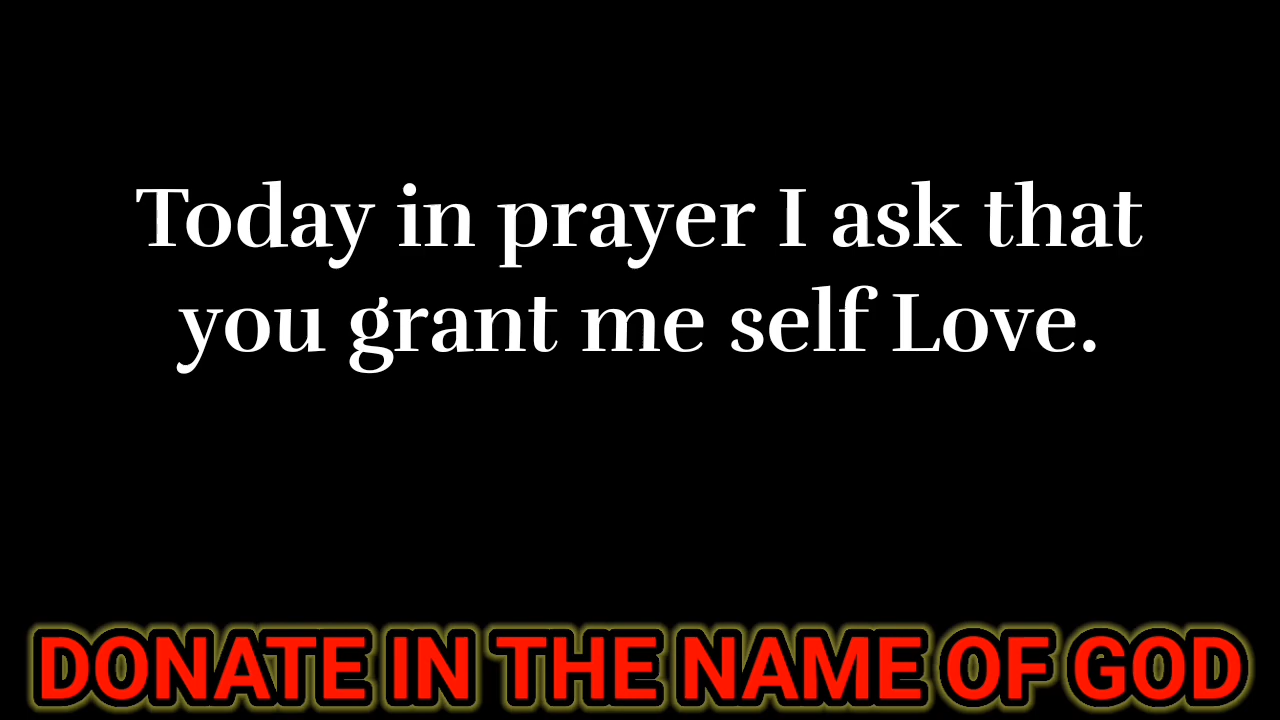 Today in prayer I ask that
you grant me self Love.
DONATE IN THE NAME OF GOD